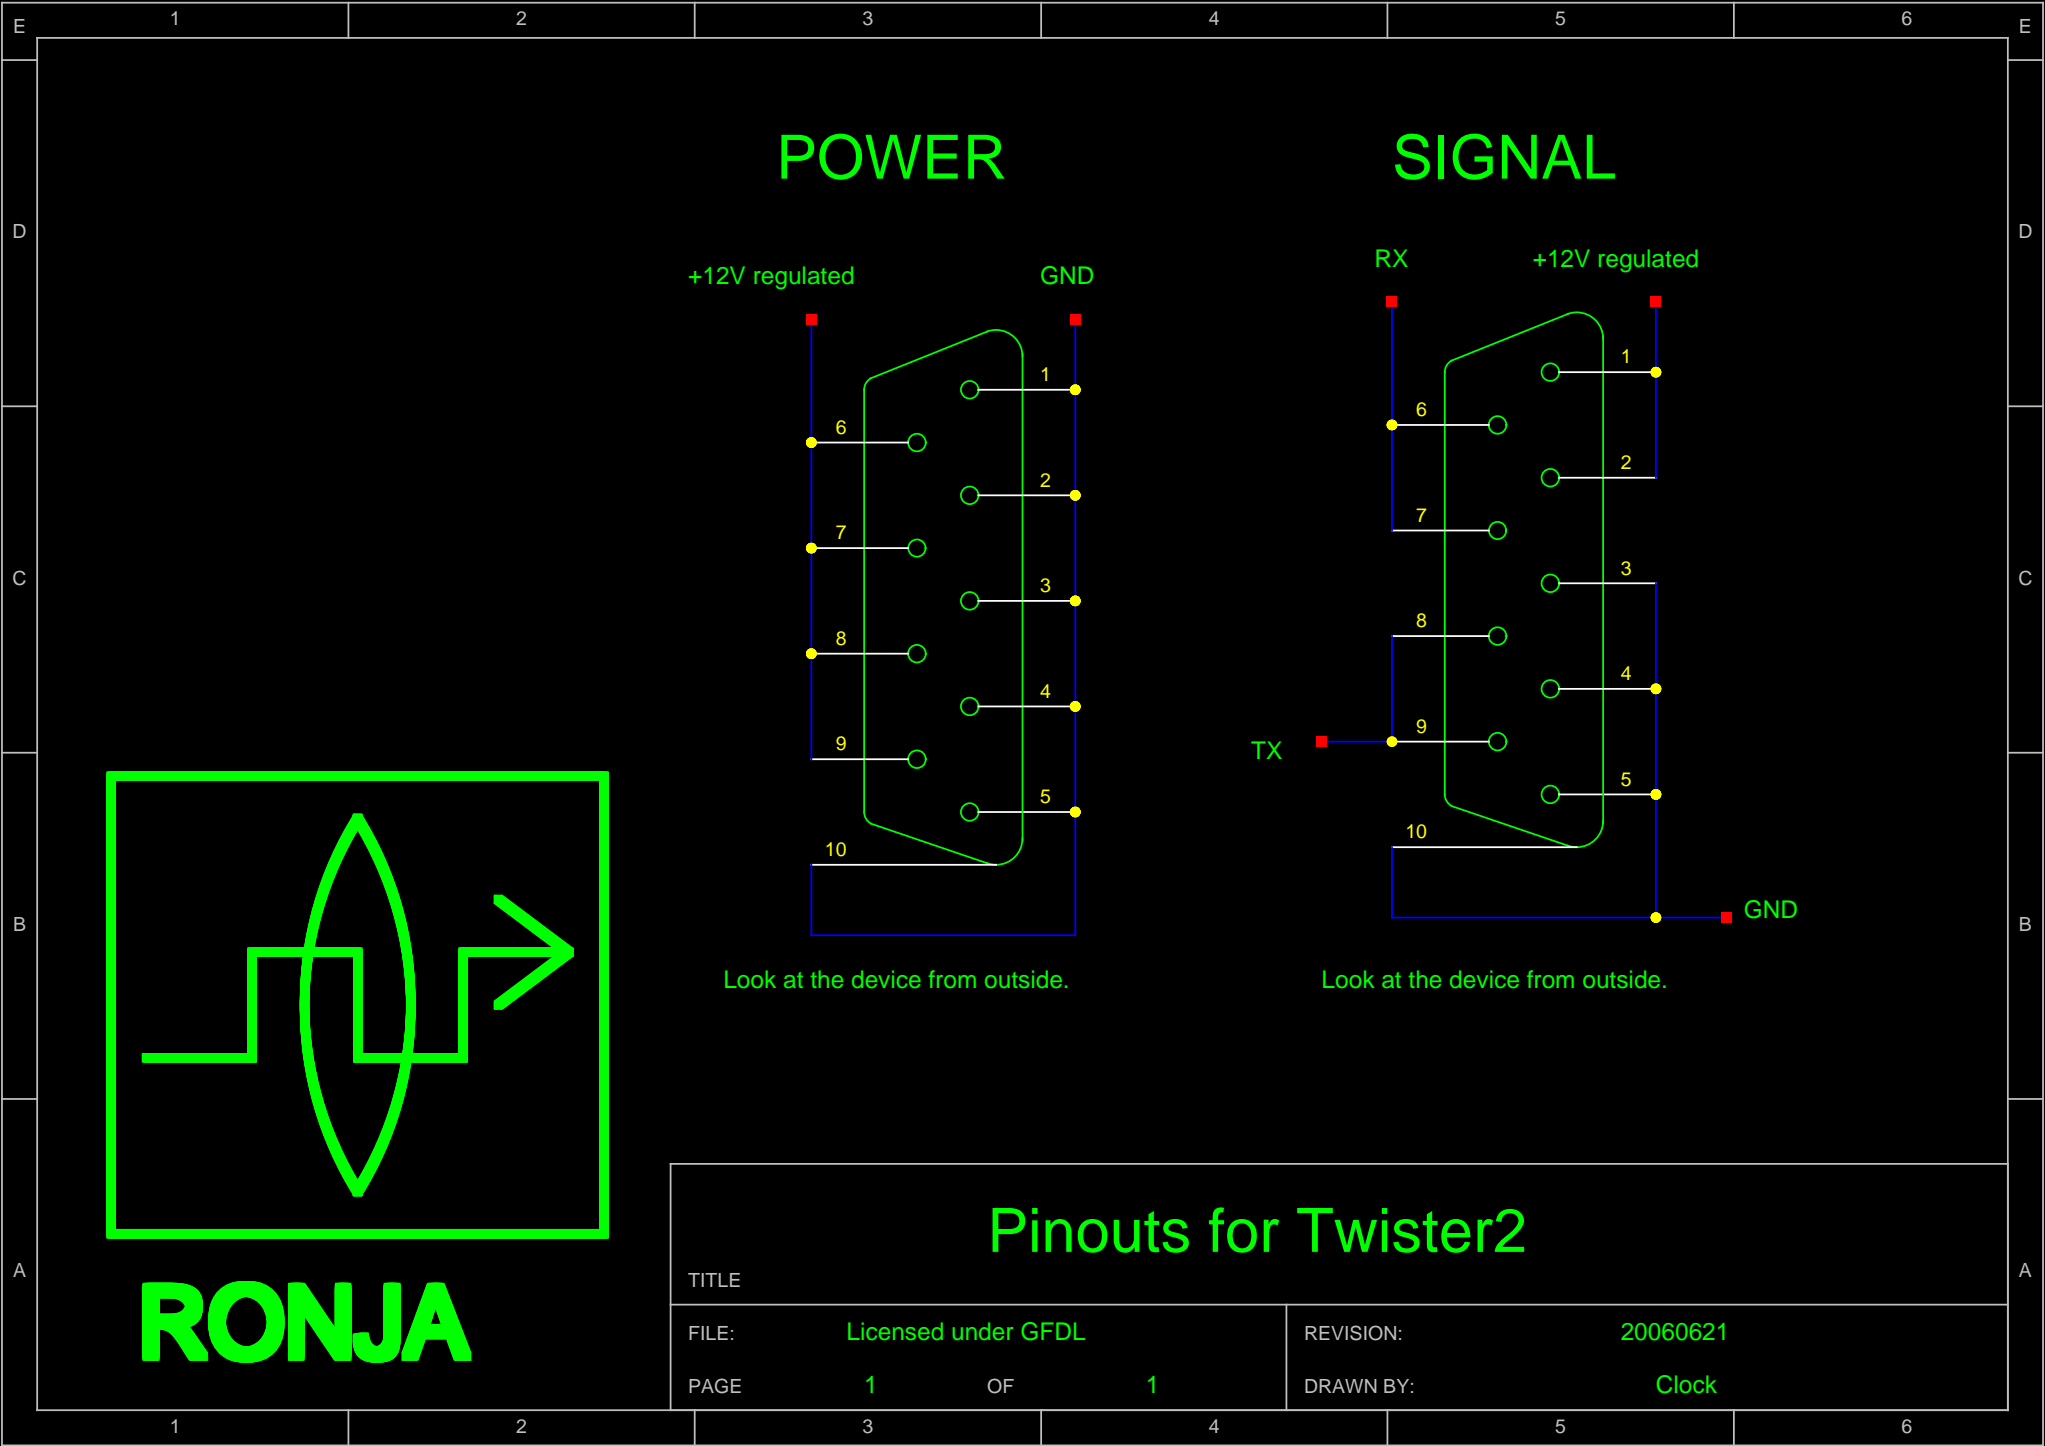 1 2 3 4 5 6
E E
POWER SIGNAL
D D
RX +12V regulated
+12V regulated GND
1
1
6
6
2
2
7
7
3
C C
3
8
8
4
4
9
TX
9
5
5
10
10
GND
B B
Look at the device from outside. Look at the device from outside.
Pinouts for Twister2
A A
TITLE
RONJA
FILE: Licensed under GFDL REVISION: 20060621
PAGE 1 OF 1 DRAWN BY: Clock
1 2 3 4 5 6